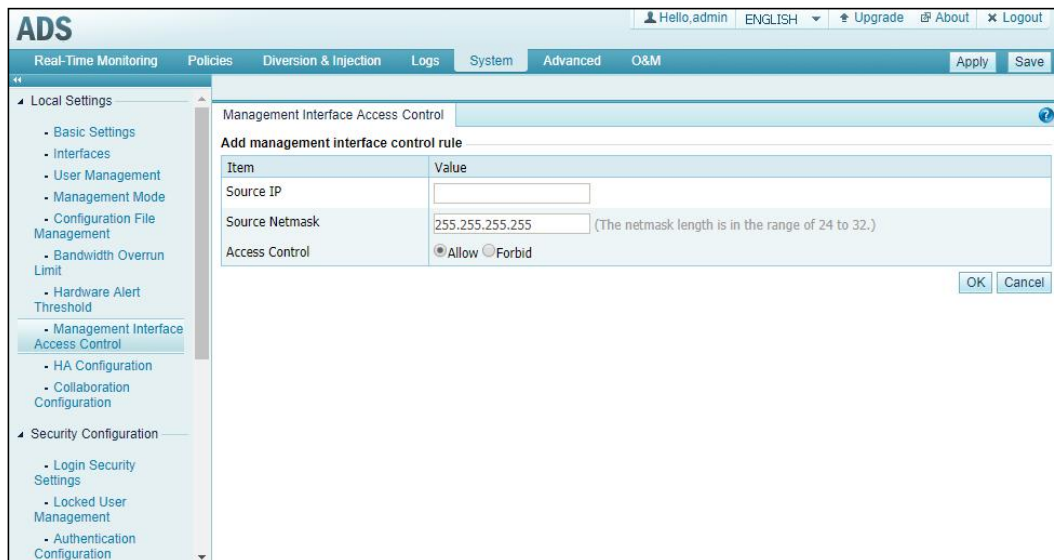 ADS
Hello,admin ENGLISH Upgrade About Logout
Real-Time Monitoring Policies Diversion & Injection Logs System Advanced O&M Apply Save
Local Settings
- Basic Settings
- Interfaces
- User Management
- Management Mode
- Configuration File
Management
- Bandwidth Overrun
Limit
- Hardware Alert
Threshold
- Management Interface
Access Control
- HA Configuration
- Collaboration
Configuration
Security Configuration
- Login Security
Settings
- Locked User
Management
- Authentication
Configuration
Management Interface Access Control
Add management interface control rule
Item Value
Source IP
Source Netmask 255.255.255.255 (The netmask length is in the range of 24 to 32.)
Access Control Allow Forbid
OK Cancel